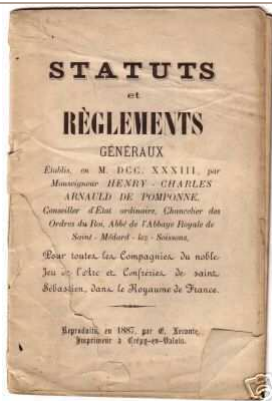 STATUTS
et
RÈGLEMENTS
GÉNÉRAUX
Établis, en M. DCC. XXXIII, par
Monseigneur HENRY - CHARLES
ARNAULD DE POMPONNE,
Conseiller d'État ordinaire, Chancelier des
Ordres du Roi, Abbé de l'Abbaye Royale de
Saint - Médard - lez - Soissons,
Pour toutes les Compagnies du noble
Jeu de l'Arc et Confréries de saint
Sébastien, dans le Royaume de France.
Reproduits, en 1887, par E. Lecomte,
Imprimeur à Crépy-en-Valois.